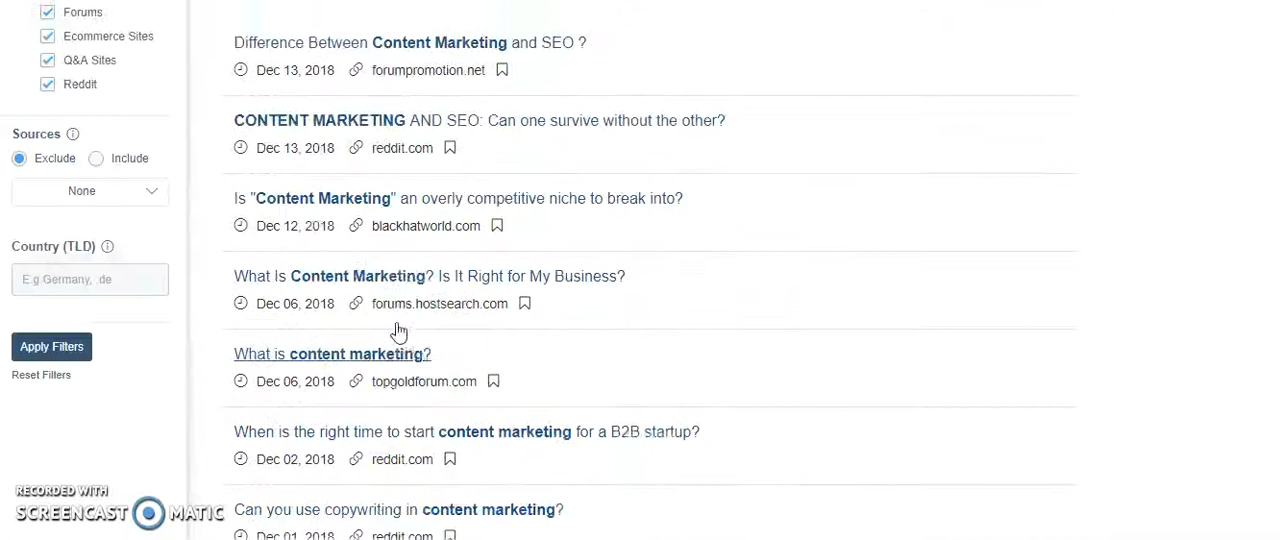 Forums
Ecommerce Sites
Q&A Sites
Reddit
Sources
Exclude
Include
None
Country (TLD)
E.g Germany, .de
Apply Filters
Reset Filters
Difference Between Content Marketing and SEO ?
Dec 13, 2018 forumpromotion.net
CONTENT MARKETING AND SEO: Can one survive without the other?
Dec 13, 2018 reddit.com
Is "Content Marketing" an overly competitive niche to break into?
Dec 12, 2018 blackhatworld.com
What Is Content Marketing? Is It Right for My Business?
Dec 06, 2018 forums.hostsearch.com
What is content marketing?
Dec 06, 2018 topgoldforum.com
When is the right time to start content marketing for a B2B startup?
Dec 02, 2018 reddit.com
Can you use copywriting in content marketing?
Dec 01, 2018 reddit.com
RECORDED WITH
SCREENCAST MATIC